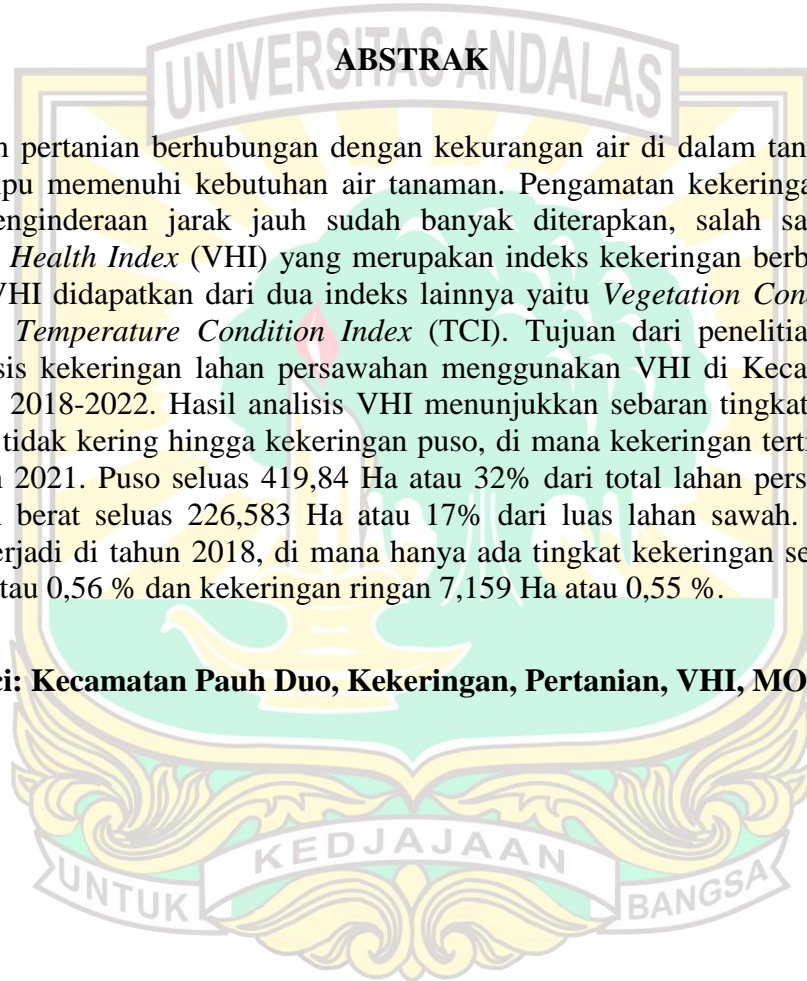 UNIVERSITAS ANDALAS
ABSTRAK
n pertanian berhubungan dengan kekurangan air di dalam tan
pu memenuhi kebutuhan air tanaman. Pengamatan kekeringa
enginderaan jarak jauh sudah banyak diterapkan, salah sa
Health Index (VHI) yang merupakan indeks kekeringan berb
VHI didapatkan dari dua indeks lainnya yaitu Vegetation Con
Temperature Condition Index (TCI). Tujuan dari penelitia
sis kekeringan lahan persawahan menggunakan VHI di Keca
2018-2022. Hasil analisis VHI menunjukkan sebaran tingkat
tidak kering hingga kekeringan puso, di mana kekeringan terti
n 2021. Puso seluas 419,84 Ha atau 32% dari total lahan pers
berat seluas 226,583 Ha atau 17% dari luas lahan sawah.
erjadi di tahun 2018, di mana hanya ada tingkat kekeringan se
atau 0,56 % dan kekeringan ringan 7,159 Ha atau 0,55 %.
ci: Kecamatan Pauh Duo, Kekeringan, Pertanian, VHI, MO
UNTUK KEDJAJAAN BANGSA